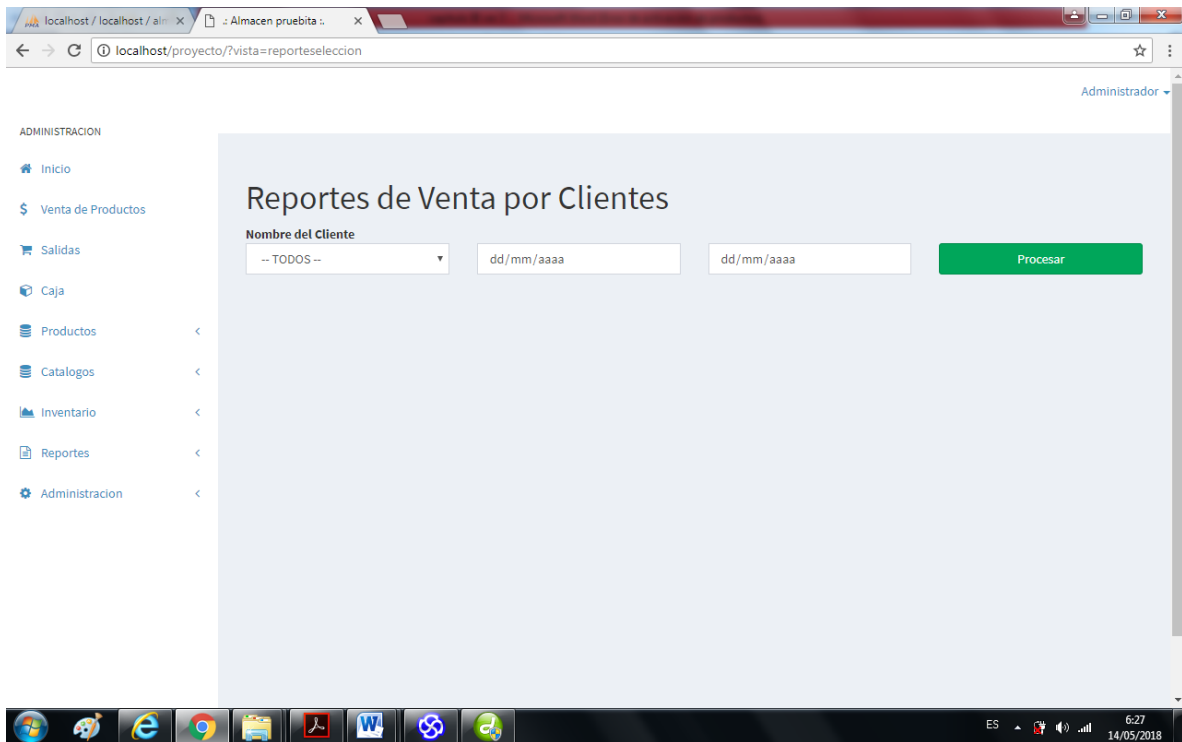 localhost / localhost / alm
.: Almacen pruebita :.
localhost/proyecto/?vista=reporteseleccion
Administrador
ADMINISTRACION
Inicio
Venta de Productos
Salidas
Caja
Productos
Catalogos
Inventario
Reportes
Administracion
Reportes de Venta por Clientes
Nombre del Cliente
-- TODOS --
dd/mm/aaaa
dd/mm/aaaa
Procesar
ES
6:27
14/05/2018